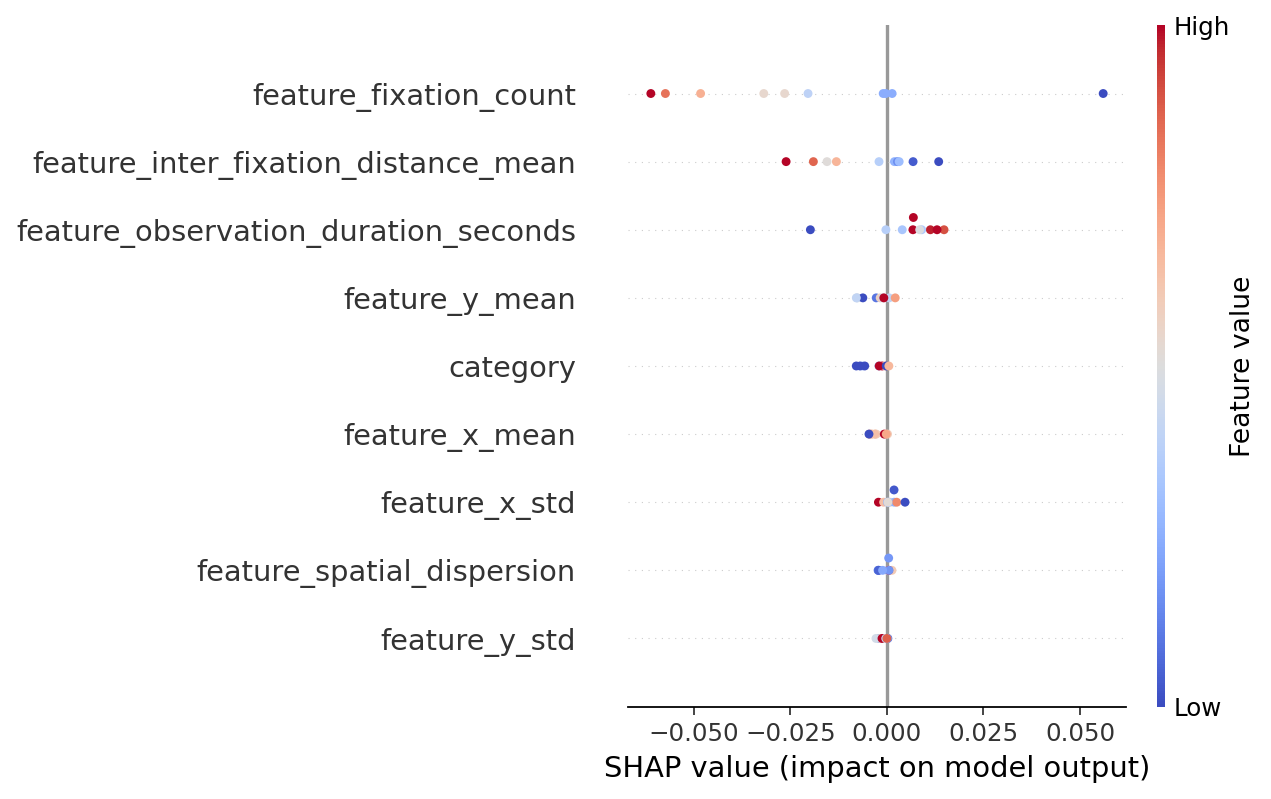 High
feature_fixation_count
feature_inter_fixation_distance_mean
feature_observation_duration_seconds
feature_y_mean
category
feature_x_mean
feature_x_std
feature_spatial_dispersion
feature_y_std
Feature value
Low
−0.050 −0.025 0.000 0.025 0.050
SHAP value (impact on model output)